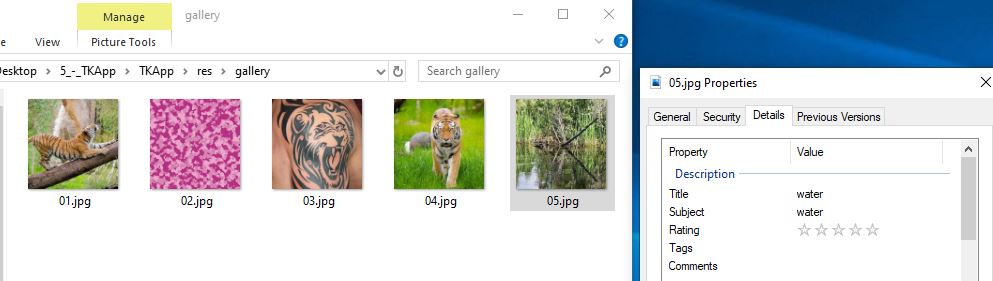 Manage
gallery
e
View
Picture Tools
esktop
5_-_TKApp
TKApp
res
gallery
Search gallery
01.jpg
02.jpg
03.jpg
04.jpg
05.jpg
05.jpg Properties
General
Security
Details
Previous Versions
Property
Value
Description
Title
water
Subject
water
Rating
Tags
Comments